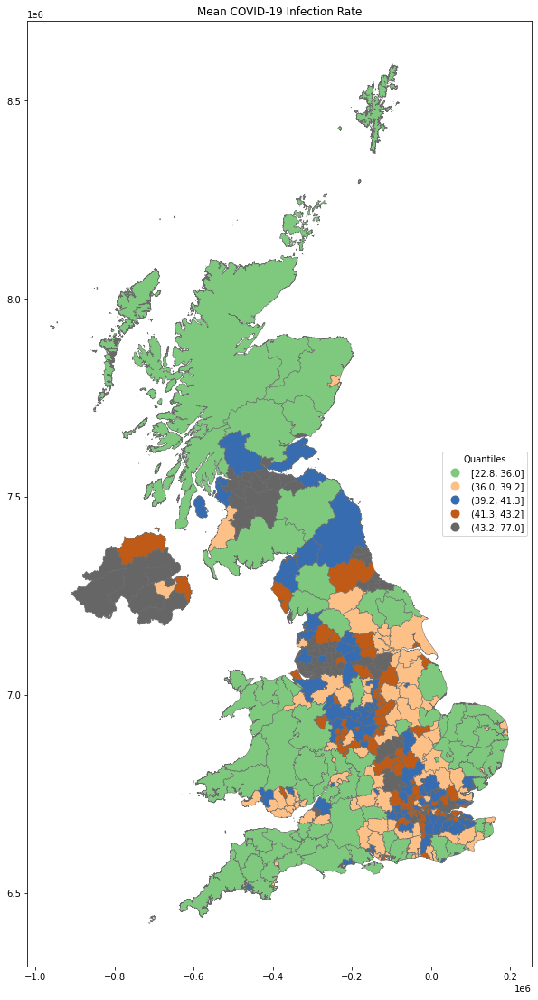 Mean COVID-19 Infection Rate
1e6
8.5
8.0
7.5
7.0
6.5
Quantiles
[22.8, 36.0]
(36.0, 39.2]
(39.2, 41.3]
(41.3, 43.2]
(43.2, 77.0]
−1.0 −0.8 −0.6 −0.4 −0.2 0.0 0.2
1e6